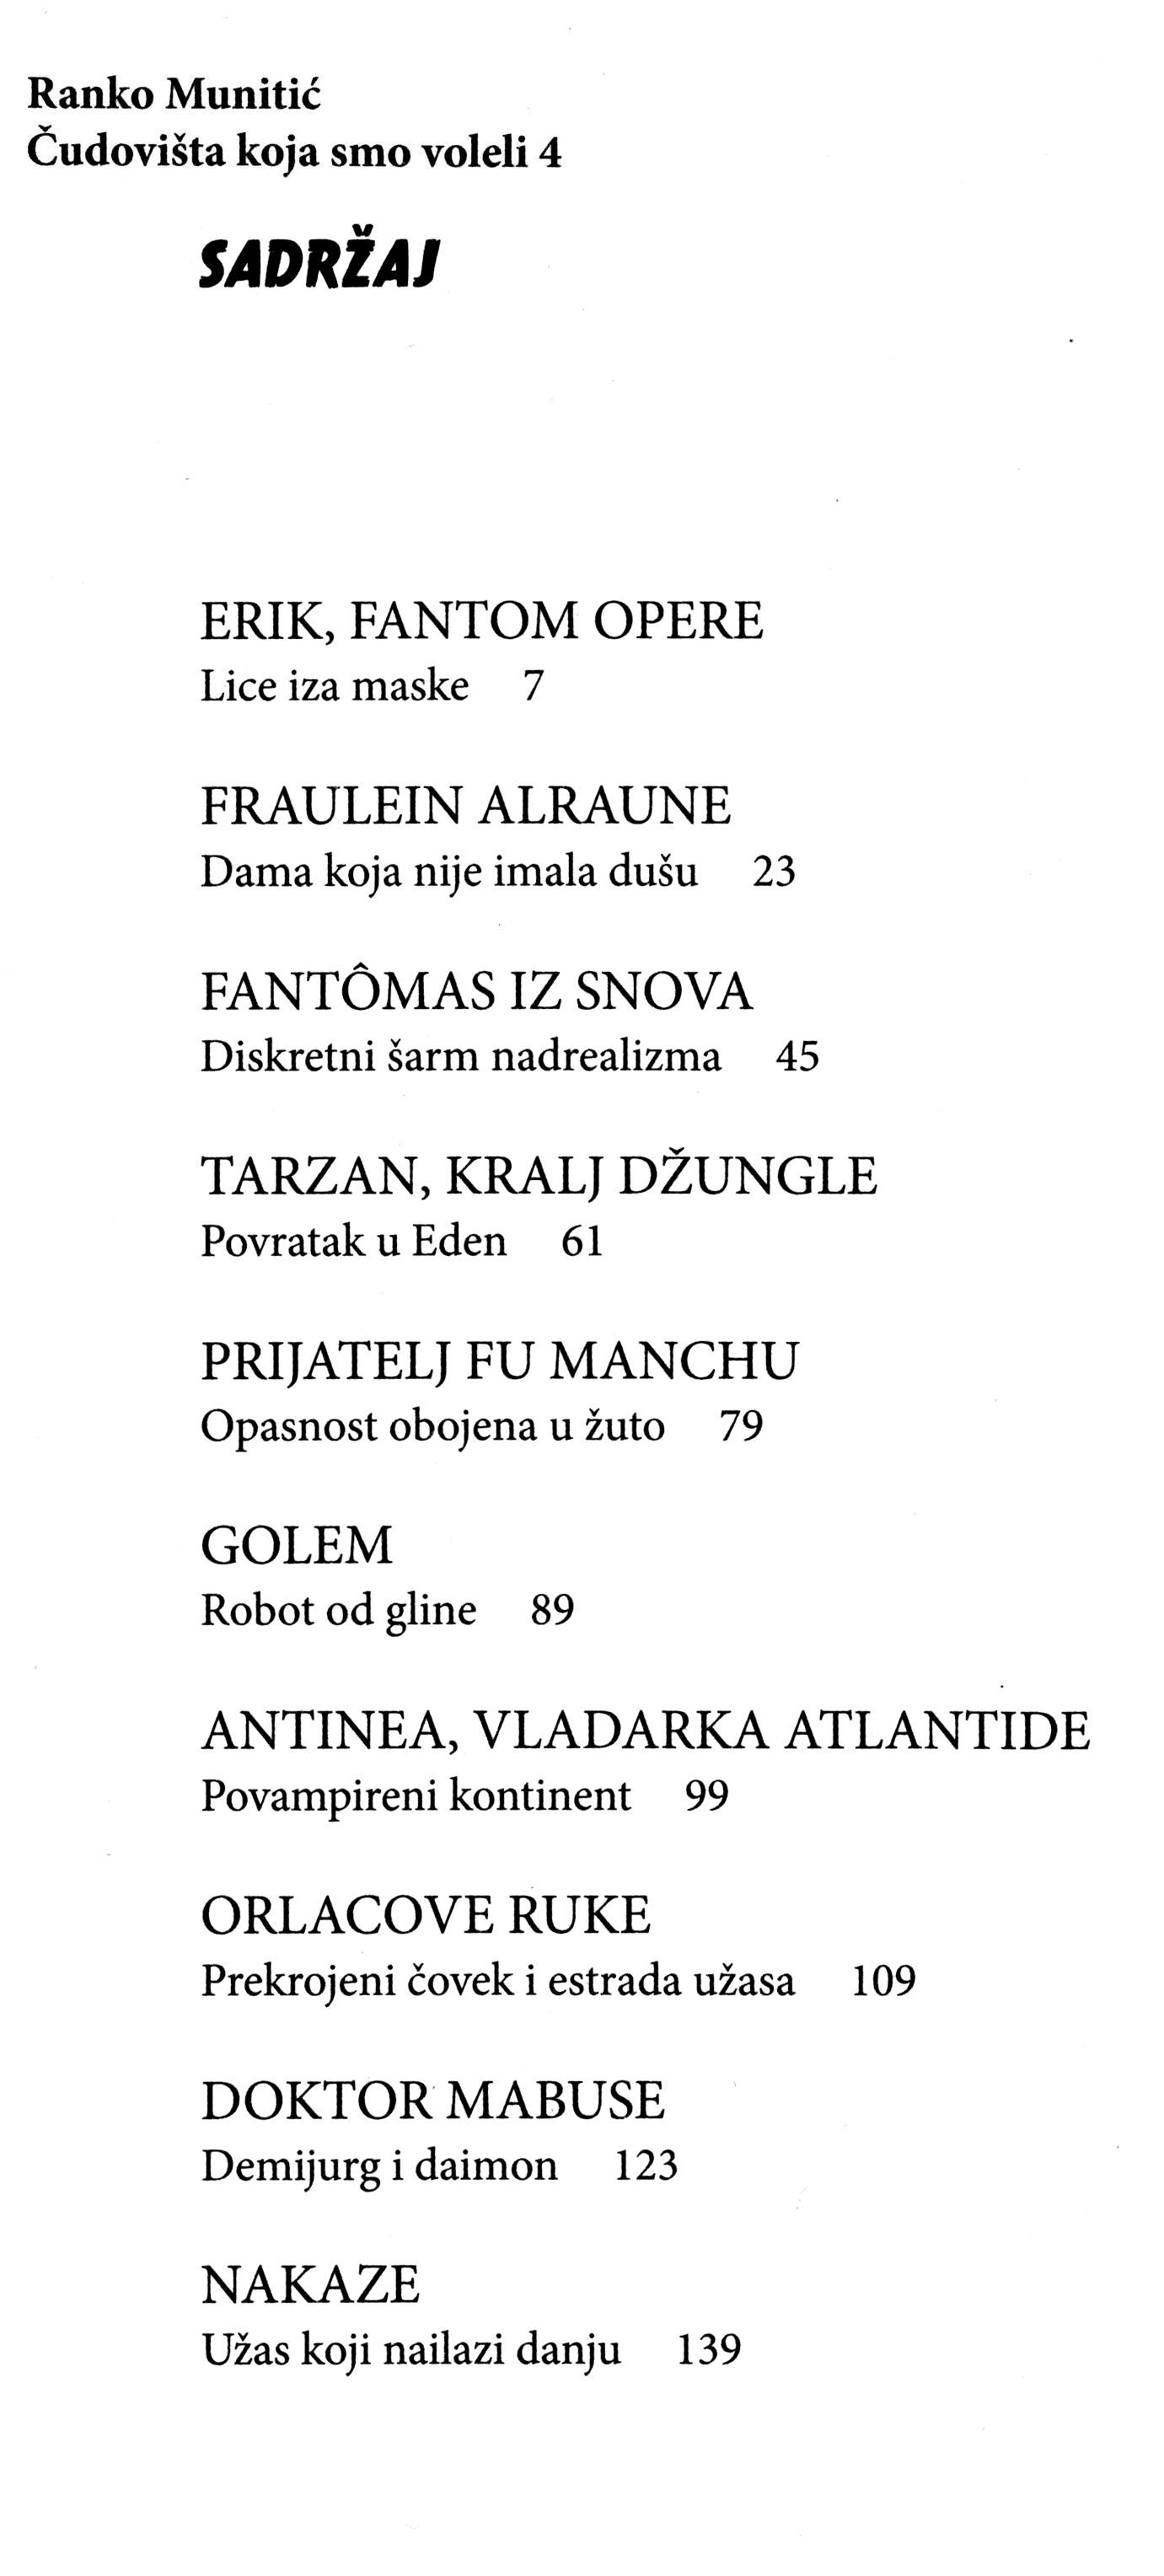 Ranko Munitić
Čudovišta koja smo voleli 4
SADRŽAJ
ERIK, FANTOM OPERE
Lice iza maske 7
FRAULEIN ALRAUNE
Dama koja nije imala dušu 23
FANTÔMAS IZ SNOVA
Diskretni šarm nadrealizma 45
TARZAN, KRALJ DŽUNGLE
Povratak u Eden 61
PRIJATELJ FU MANCHU
Opasnost obojena u žuto 79
GOLEM
Robot od gline 89
ANTINEA, VLADARKA ATLANTIDE
Povampireni kontinent 99
ORLACOVE RUKE
Prekrojeni čovek i estrada užasa 109
DOKTOR MABUSE
Demijurg i daimon 123
NAKAZE
Užas koji nailazi danju 139